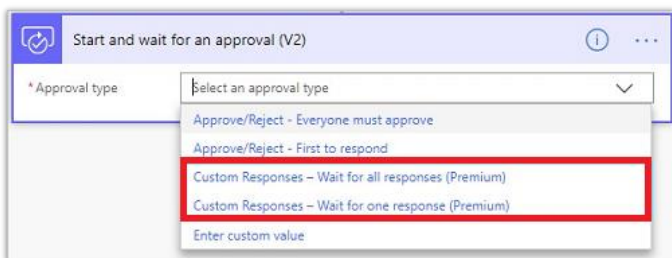 Start and wait for an approval (V2)
* Approval type
Select an approval type
Approve/Reject - Everyone must approve
Approve/Reject - First to respond
Custom Responses – Wait for all responses (Premium)
Custom Responses – Wait for one response (Premium)
Enter custom value